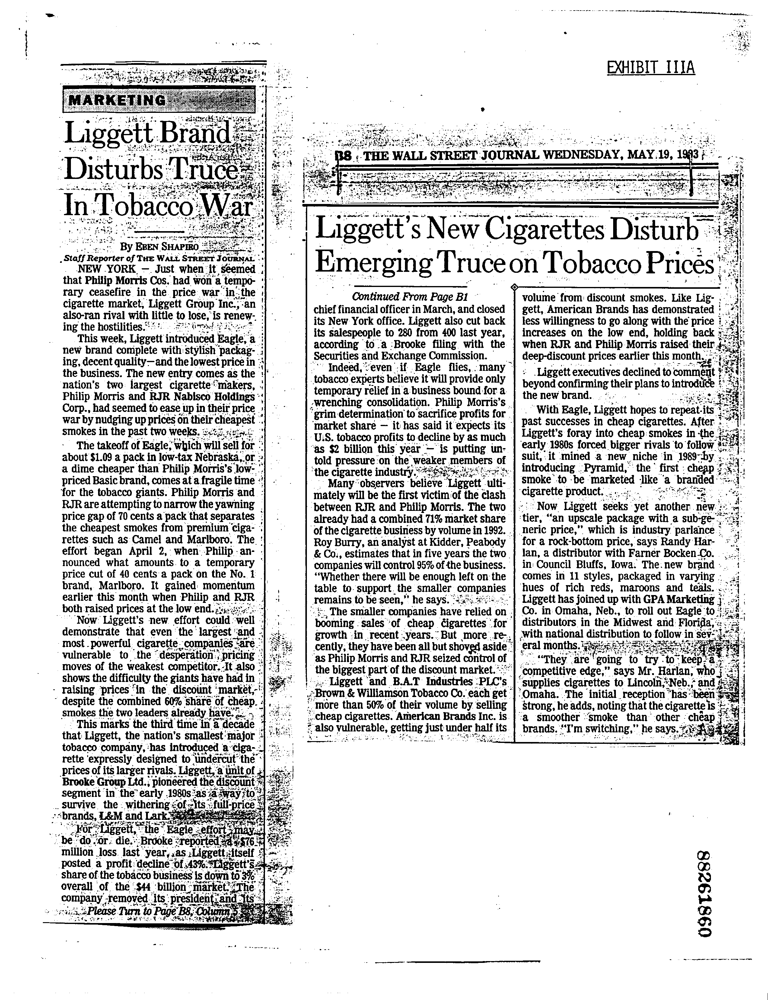 EXHIBIT IIIA
MARKETING
Liggett Brand
Disturbs Truce
In Tobacco War
By EBEN SHAPIRO
Staff Reporter of THE WALL STREET JOURNAL
NEW YORK — Just when it seemed
that Philip Morris Cos. had won a tempo-
rary ceasefire in the price war in the
cigarette market, Liggett Group Inc., an
also-ran rival with little to lose, is renew-
ing the hostilities.
This week, Liggett introduced Eagle, a
new brand complete with stylish packag-
ing, decent quality—and the lowest price in
the business. The new entry comes as the
nation's two largest cigarette makers,
Philip Morris and RJR Nabisco Holdings
Corp., had seemed to ease up in their price
war by nudging up prices on their cheapest
smokes in the past two weeks.
The takeoff of Eagle, which will sell for
about $1.09 a pack in low-tax Nebraska, or
a dime cheaper than Philip Morris's low-
priced Basic brand, comes at a fragile time
for the tobacco giants. Philip Morris and
RJR are attempting to narrow the yawning
price gap of 70 cents a pack that separates
the cheapest smokes from premium ciga-
rettes such as Camel and Marlboro. The
effort began April 2, when Philip an-
nounced what amounts to a temporary
price cut of 40 cents a pack on the No. 1
brand, Marlboro. It gained momentum
earlier this month when Philip and RJR
both raised prices at the low end.
Now Liggett's new effort could well
demonstrate that even the largest and
most powerful cigarette companies are
vulnerable to the desperation pricing
moves of the weakest competitor. It also
shows the difficulty the giants have had in
raising prices in the discount market,
despite the combined 60% share of cheap
smokes the two leaders already have.
This marks the third time in a decade
that Liggett, the nation's smallest major
tobacco company, has introduced a ciga-
rette expressly designed to undercut the
prices of its larger rivals. Liggett, a unit of
Brooke Group Ltd., pioneered the discount
segment in the early 1980s as a way to
survive the withering of its full-price
brands, L&M and Lark.
For Liggett, the Eagle effort may
be do or die. Brooke reported a $76
million loss last year, as Liggett itself
posted a profit decline of 43%. Liggett's
share of the tobacco business is down to 3%
overall of the $44 billion market. The
company removed its president and its
Please Turn to Page B8, Column 5
B8 THE WALL STREET JOURNAL WEDNESDAY, MAY 19, 1993
Liggett's New Cigarettes Disturb
Emerging Truce on Tobacco Prices
Continued From Page B1
chief financial officer in March, and closed
its New York office. Liggett also cut back
its salespeople to 280 from 400 last year,
according to a Brooke filing with the
Securities and Exchange Commission.
Indeed, even if Eagle flies, many
tobacco experts believe it will provide only
temporary relief in a business bound for a
wrenching consolidation. Philip Morris's
grim determination to sacrifice profits for
market share — it has said it expects its
U.S. tobacco profits to decline by as much
as $2 billion this year — is putting un-
told pressure on the weaker members of
the cigarette industry.
Many observers believe Liggett ulti-
mately will be the first victim of the clash
between RJR and Philip Morris. The two
already had a combined 71% market share
of the cigarette business by volume in 1992.
Roy Burry, an analyst at Kidder, Peabody
& Co., estimates that in five years the two
companies will control 95% of the business.
"Whether there will be enough left on the
table to support the smaller companies
remains to be seen," he says.
The smaller companies have relied on
booming sales of cheap cigarettes for
growth in recent years. But more re-
cently, they have been all but shoved aside
as Philip Morris and RJR seized control of
the biggest part of the discount market.
Liggett and B.A.T Industries PLC's
Brown & Williamson Tobacco Co. each get
more than 50% of their volume by selling
cheap cigarettes. American Brands Inc. is
also vulnerable, getting just under half its
volume from discount smokes. Like Lig-
gett, American Brands has demonstrated
less willingness to go along with the price
increases on the low end, holding back
when RJR and Philip Morris raised their
deep-discount prices earlier this month.
Liggett executives declined to comment
beyond confirming their plans to introduce
the new brand.
With Eagle, Liggett hopes to repeat its
past successes in cheap cigarettes. After
Liggett's foray into cheap smokes in the
early 1980s forced bigger rivals to follow
suit, it mined a new niche in 1989 by
introducing Pyramid, the first cheap
smoke to be marketed like a branded
cigarette product.
Now Liggett seeks yet another new
tier, "an upscale package with a sub-ge-
neric price," which is industry parlance
for a rock-bottom price, says Randy Har-
lan, a distributor with Farner Bocken Co.
in Council Bluffs, Iowa. The new brand
comes in 11 styles, packaged in varying
hues of rich reds, maroons and teals.
Liggett has joined up with GPA Marketing
Co. in Omaha, Neb., to roll out Eagle to
distributors in the Midwest and Florida,
with national distribution to follow in sev-
eral months.
"They are going to try to keep a
competitive edge," says Mr. Harlan, who
supplies cigarettes to Lincoln, Neb., and
Omaha. The initial reception has been
strong, he adds, noting that the cigarette is
a smoother smoke than other cheap
brands. "I'm switching," he says.
88261860